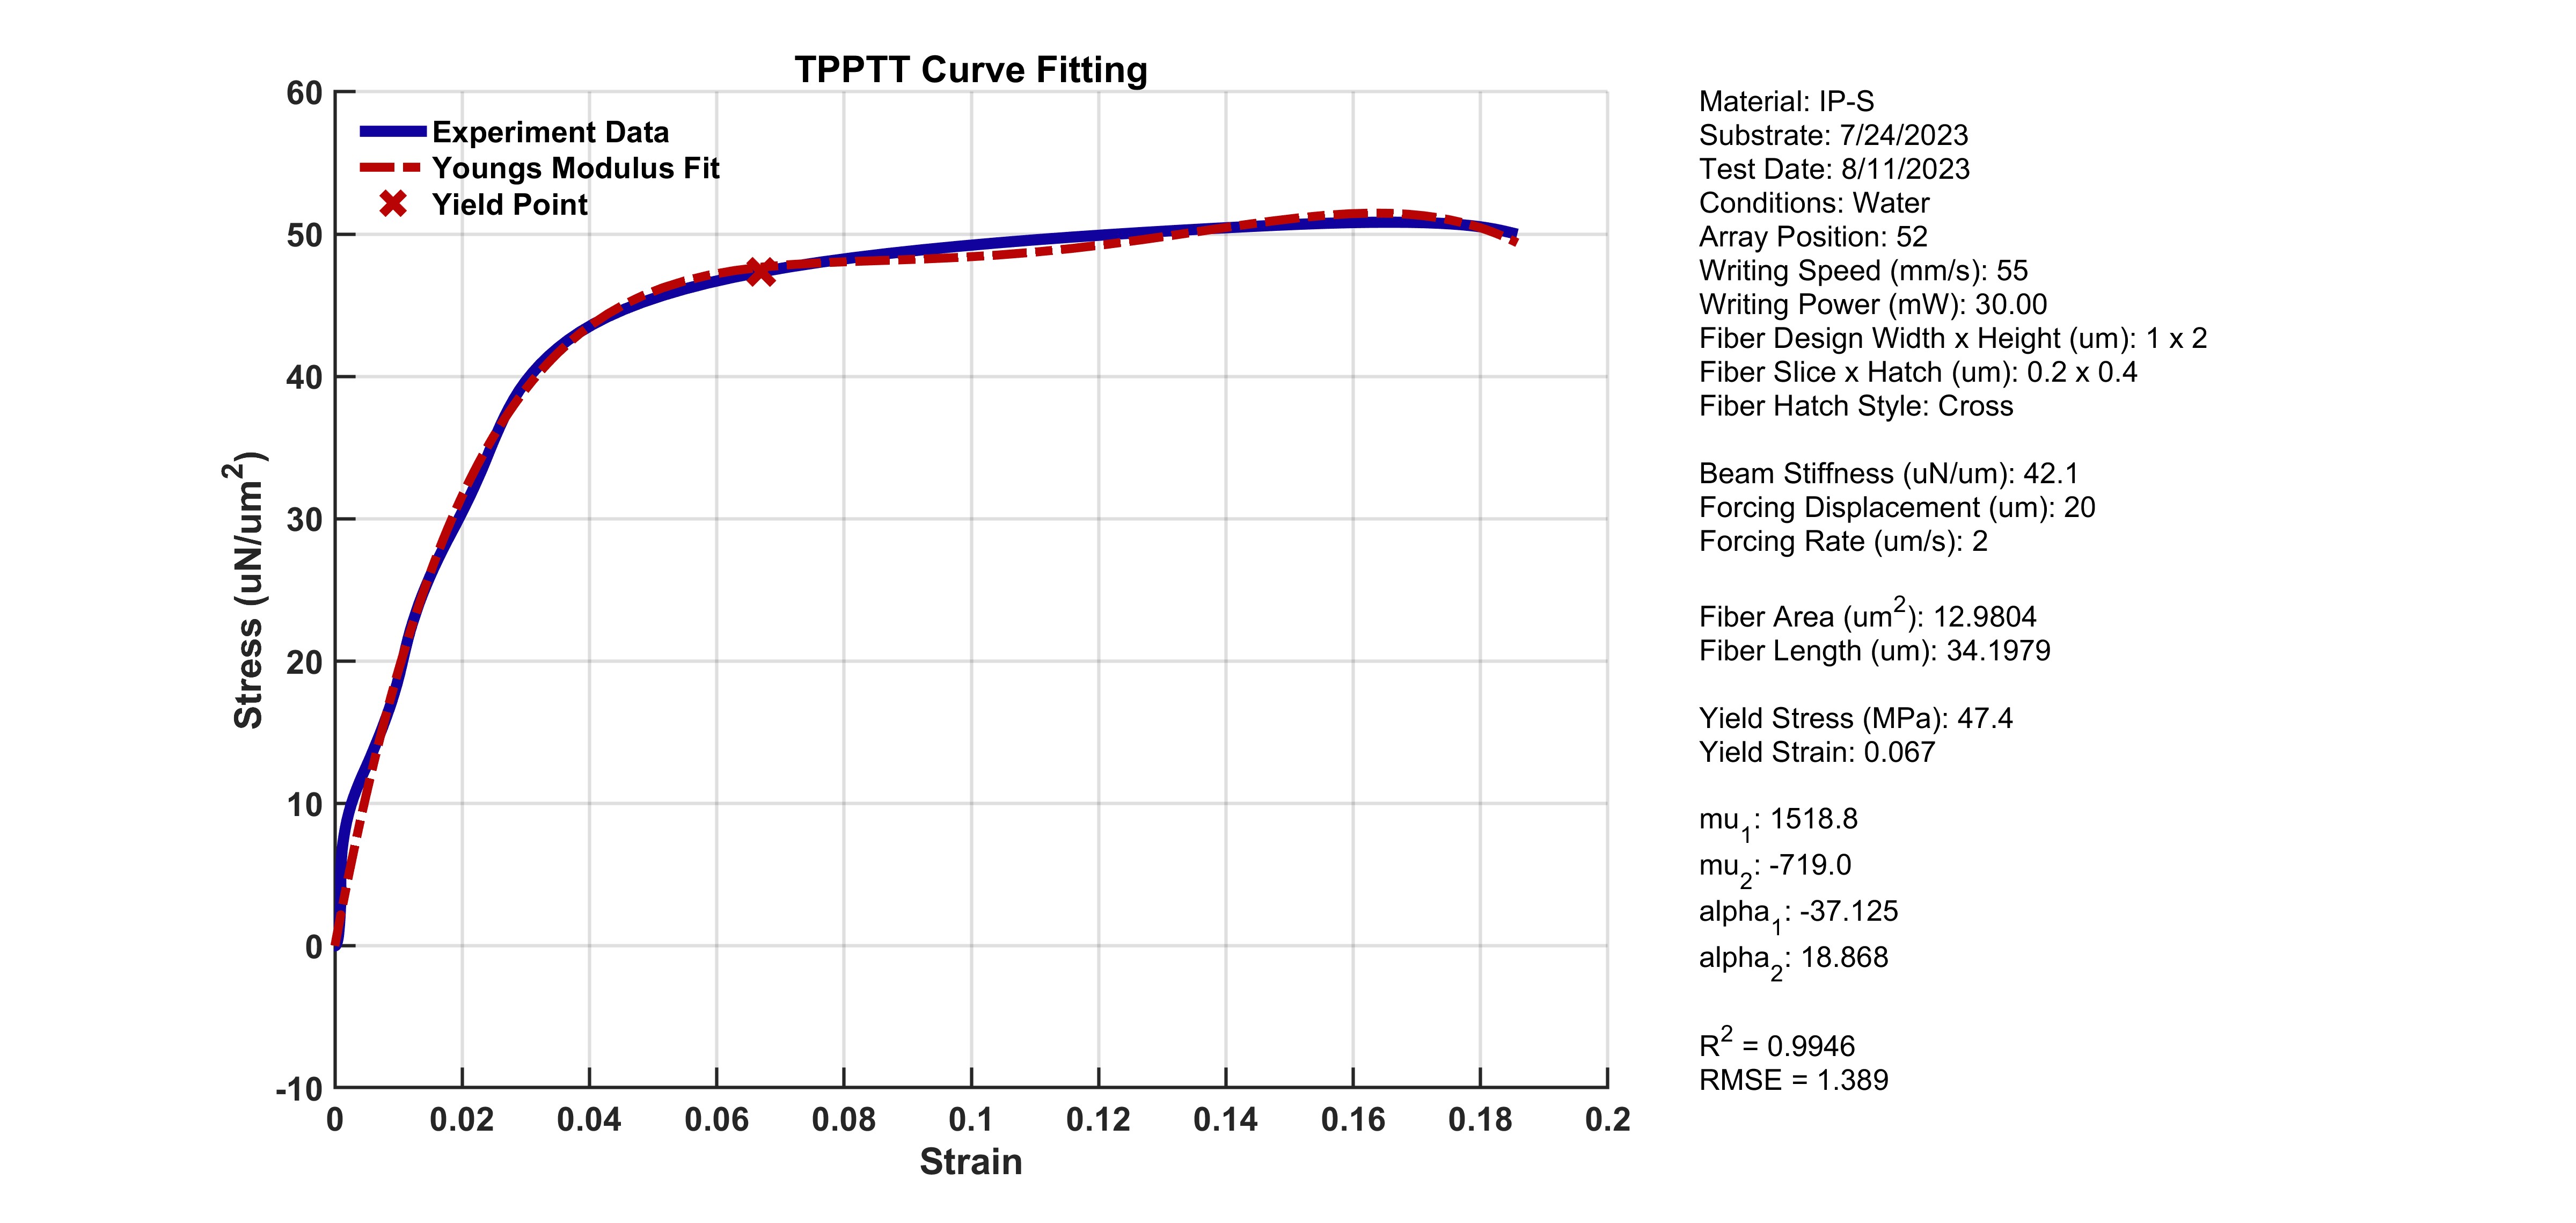 TPPTT Curve Fitting
60
50
40
30
20
10
0
-10
Stress (uN/um²)
Experiment Data
Youngs Modulus Fit
Yield Point
0 0.02 0.04 0.06 0.08 0.1 0.12 0.14 0.16 0.18 0.2
Strain
Material: IP-S
Substrate: 7/24/2023
Test Date: 8/11/2023
Conditions: Water
Array Position: 52
Writing Speed (mm/s): 55
Writing Power (mW): 30.00
Fiber Design Width x Height (um): 1 x 2
Fiber Slice x Hatch (um): 0.2 x 0.4
Fiber Hatch Style: Cross
Beam Stiffness (uN/um): 42.1
Forcing Displacement (um): 20
Forcing Rate (um/s): 2
Fiber Area (um²): 12.9804
Fiber Length (um): 34.1979
Yield Stress (MPa): 47.4
Yield Strain: 0.067
mu₁: 1518.8
mu₂: -719.0
alpha₁: -37.125
alpha₂: 18.868
R² = 0.9946
RMSE = 1.389